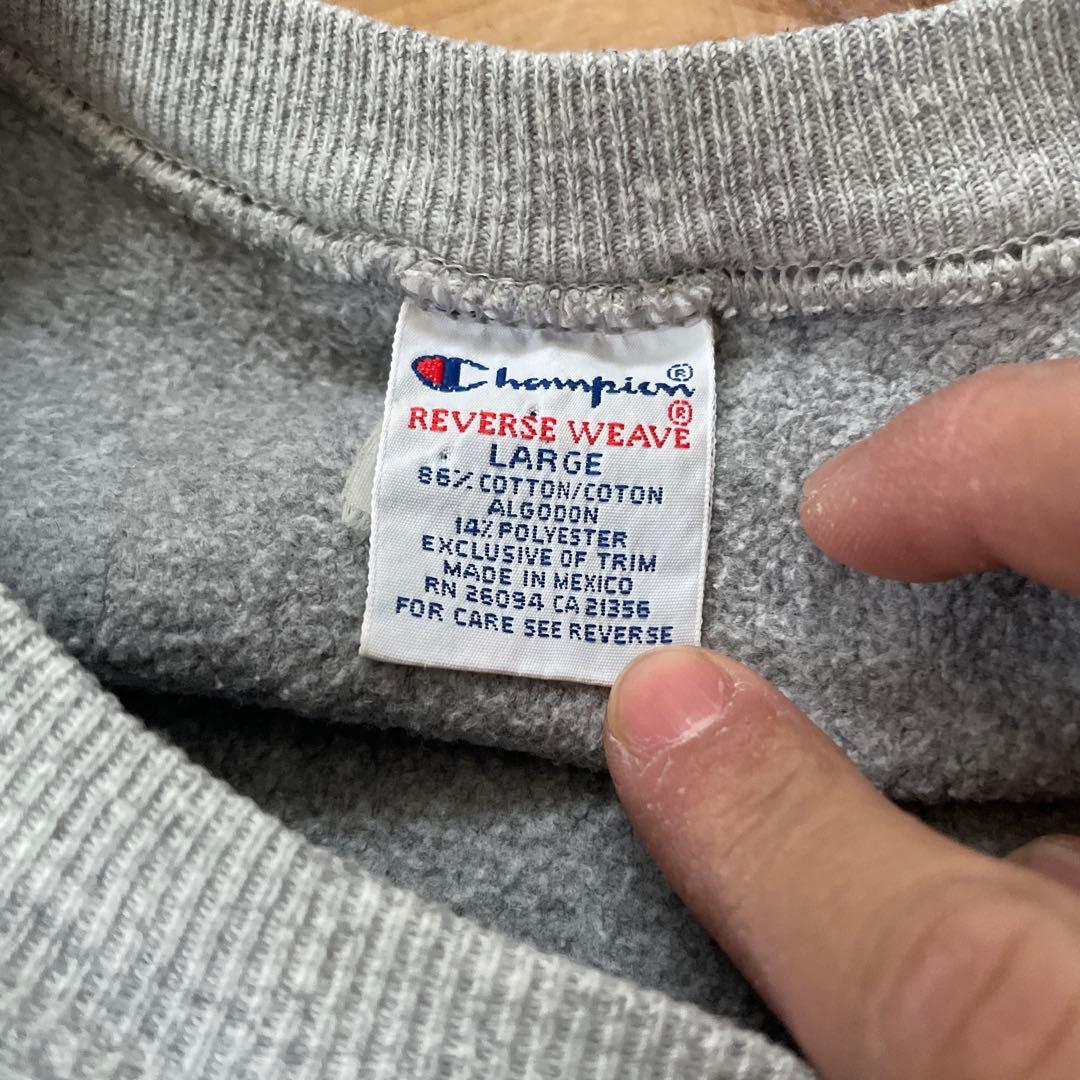 Champion®
REVERSE WEAVE®
LARGE
86% COTTON/COTON
ALGODON
14% POLYESTER
EXCLUSIVE OF TRIM
MADE IN MEXICO
RN 26094 CA 21356
FOR CARE SEE REVERSE